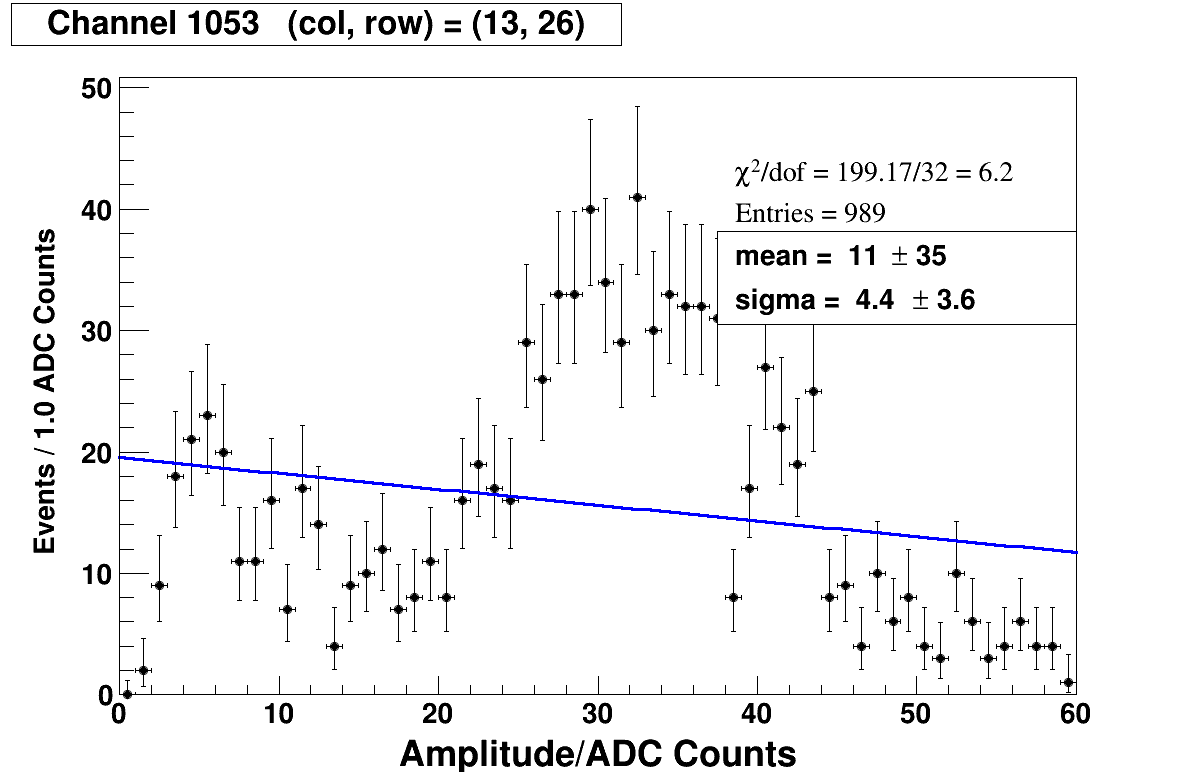 Channel 1053 (col, row) = (13, 26)
χ²/dof = 199.17/32 = 6.2
Entries = 989
mean = 11 ± 35
sigma = 4.4 ± 3.6
Events / 1.0 ADC Counts
50
40
30
20
10
0
0 10 20 30 40 50 60
Amplitude/ADC Counts